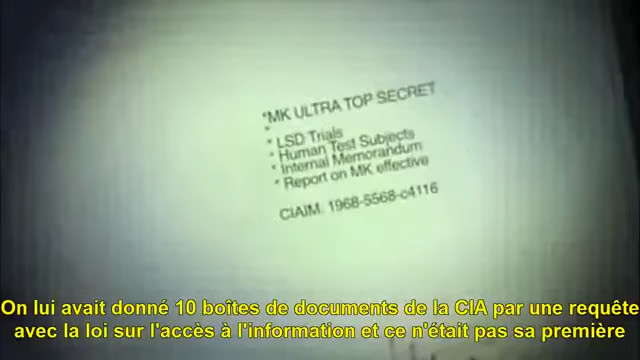 *MK ULTRA TOP SECRET
*
* LSD Trials
* Human Test Subjects
* Internal Memorandum
* Report on MK effective
CIAIM: 1968-5568-c4116
On lui avait donné 10 boîtes de documents de la CIA par une requête
avec la loi sur l'accès à l'information et ce n'était pas sa première